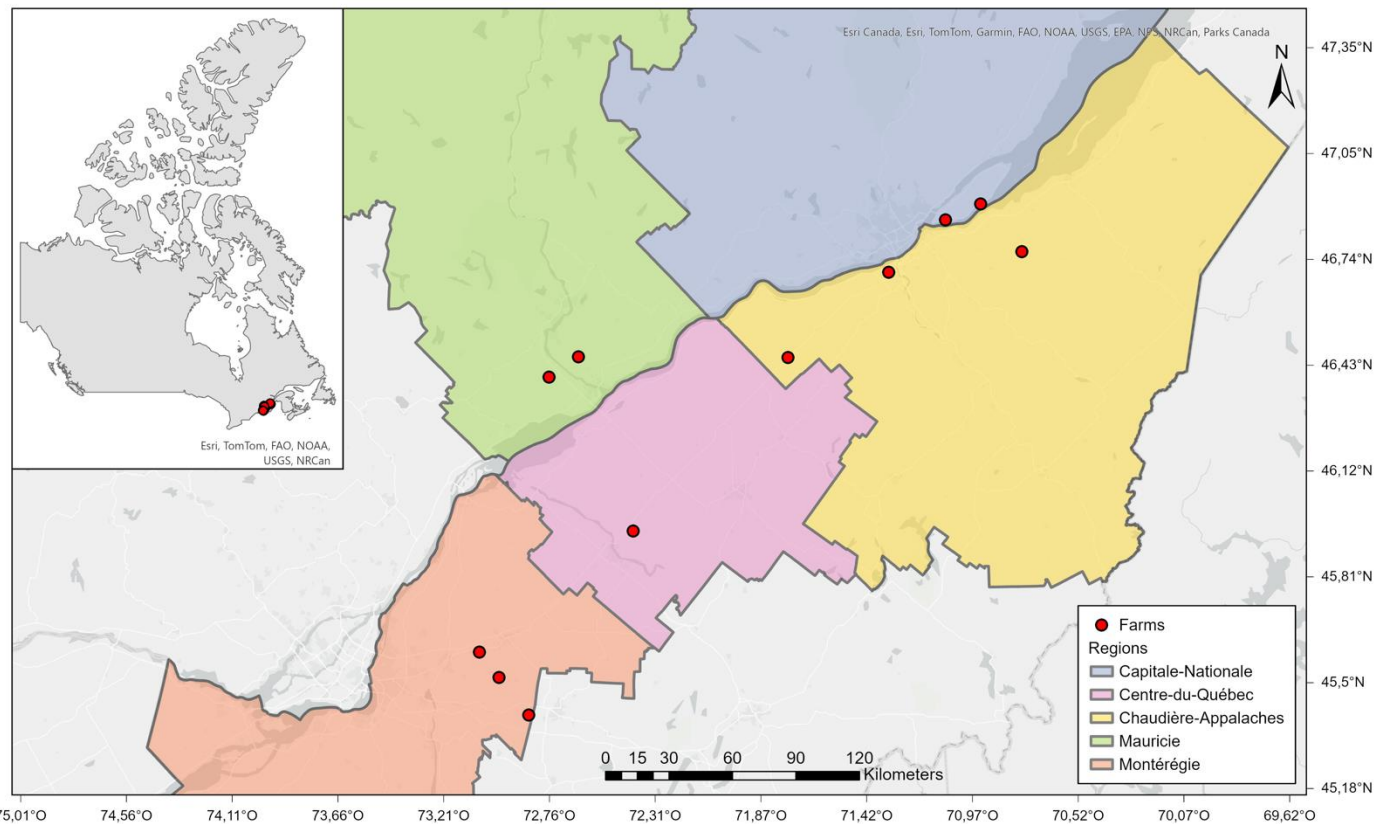 Esri Canada, Esri, TomTom, Garmin, FAO, NOAA, USGS, EPA, NPS, NRCan, Parks Canada
N
47,35°N
47,05°N
46,74°N
46,43°N
46,12°N
45,81°N
45,5°N
45,18°N
Esri, TomTom, FAO, NOAA,
USGS, NRCan
Farms
Regions
Capitale-Nationale
Centre-du-Québec
Chaudière-Appalaches
Mauricie
Montérégie
0 15 30 60 90 120
Kilometers
75,01°O 74,56°O 74,11°O 73,66°O 73,21°O 72,76°O 72,31°O 71,87°O 71,42°O 70,97°O 70,52°O 70,07°O 69,62°O